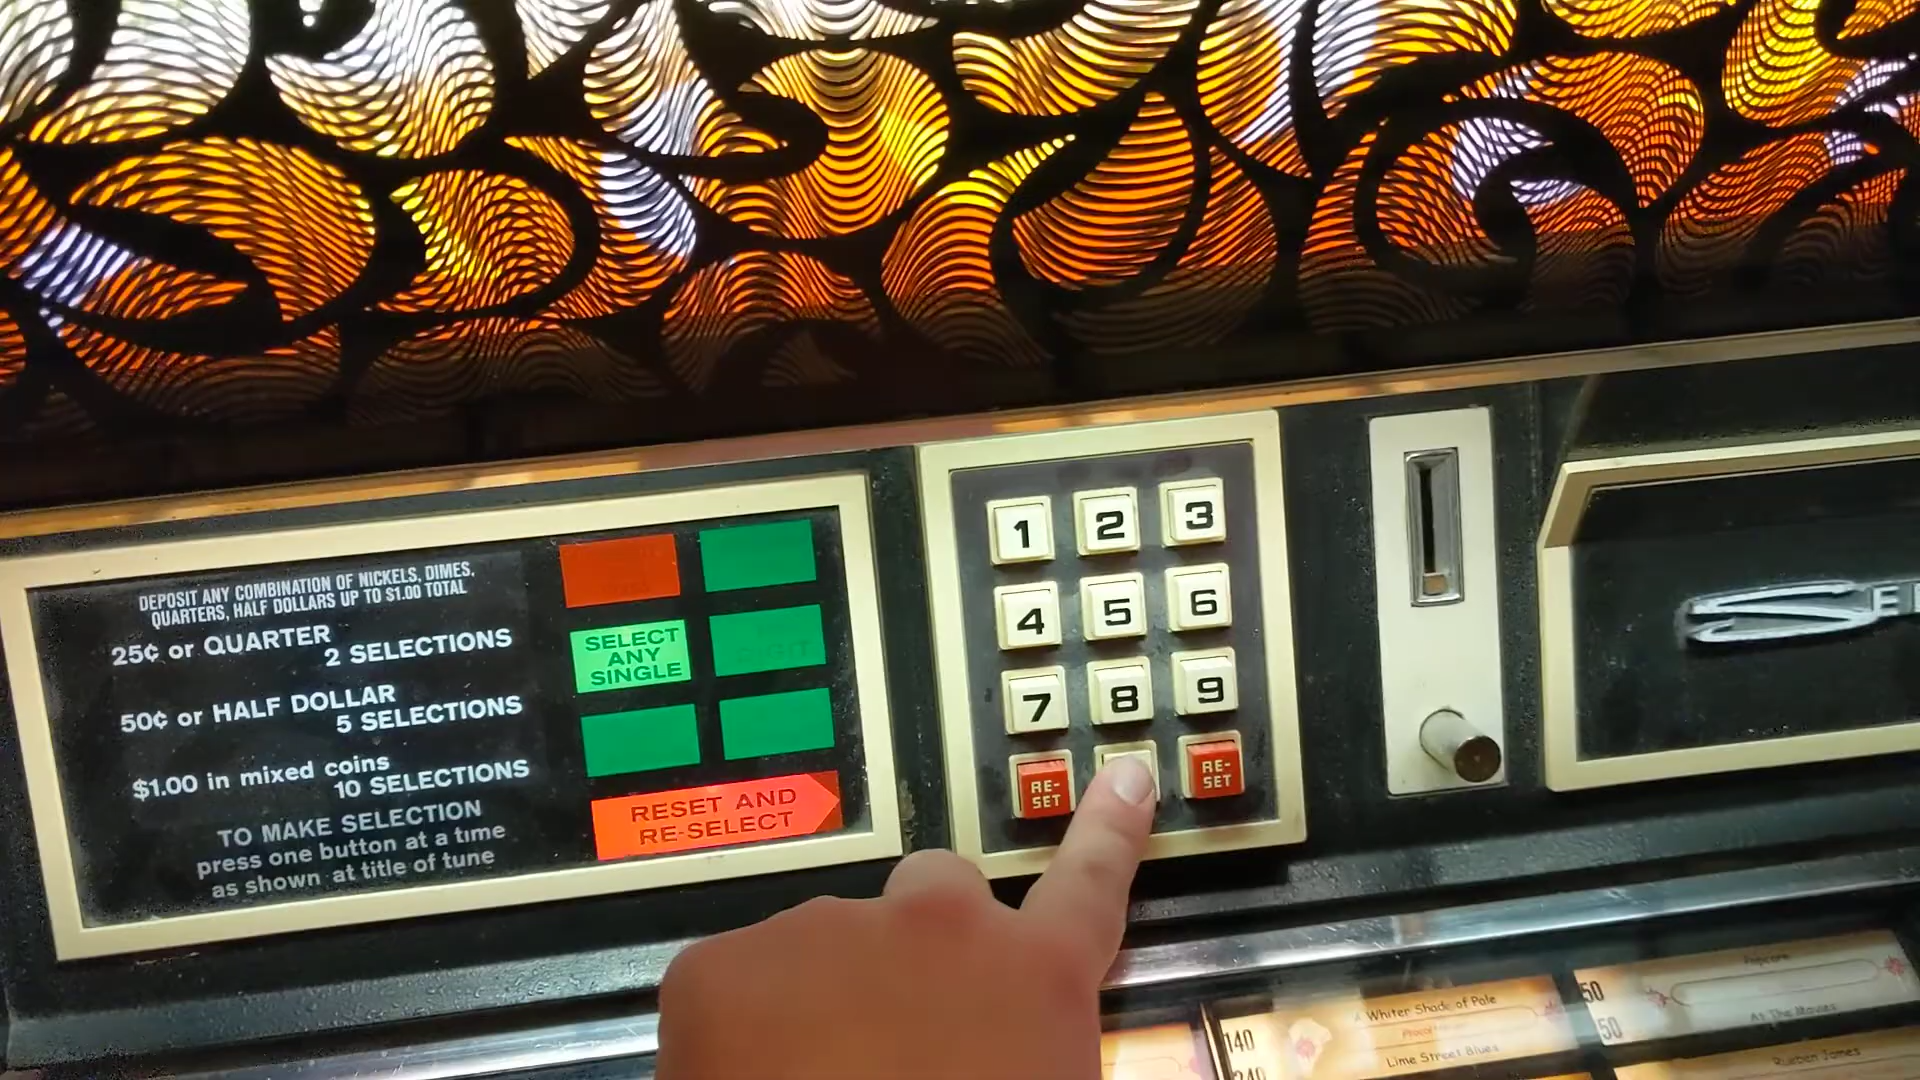 DEPOSIT ANY COMBINATION OF NICKELS, DIMES,
QUARTERS, HALF DOLLARS UP TO $1.00 TOTAL
25¢ or QUARTER
2 SELECTIONS
50¢ or HALF DOLLAR
5 SELECTIONS
$1.00 in mixed coins
10 SELECTIONS
TO MAKE SELECTION
press one button at a time
as shown at title of tune
SELECT
ANY
SINGLE
RESET AND
RE-SELECT
1 2 3
4 5 6
7 8 9
RE-
SET
RE-
SET
140
A Whiter Shade of Pale
Lime Street Blues
240
50
Popcorn
50
At The Movies
Rueben James